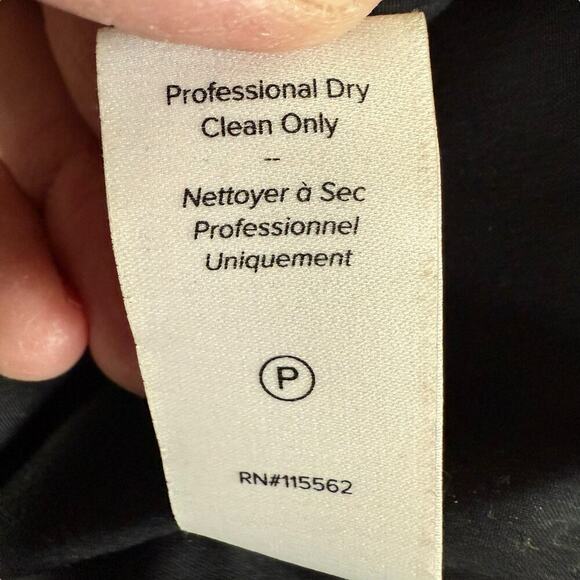 Professional Dry
Clean Only
--
Nettoyer à Sec
Professionnel
Uniquement
P
RN#115562